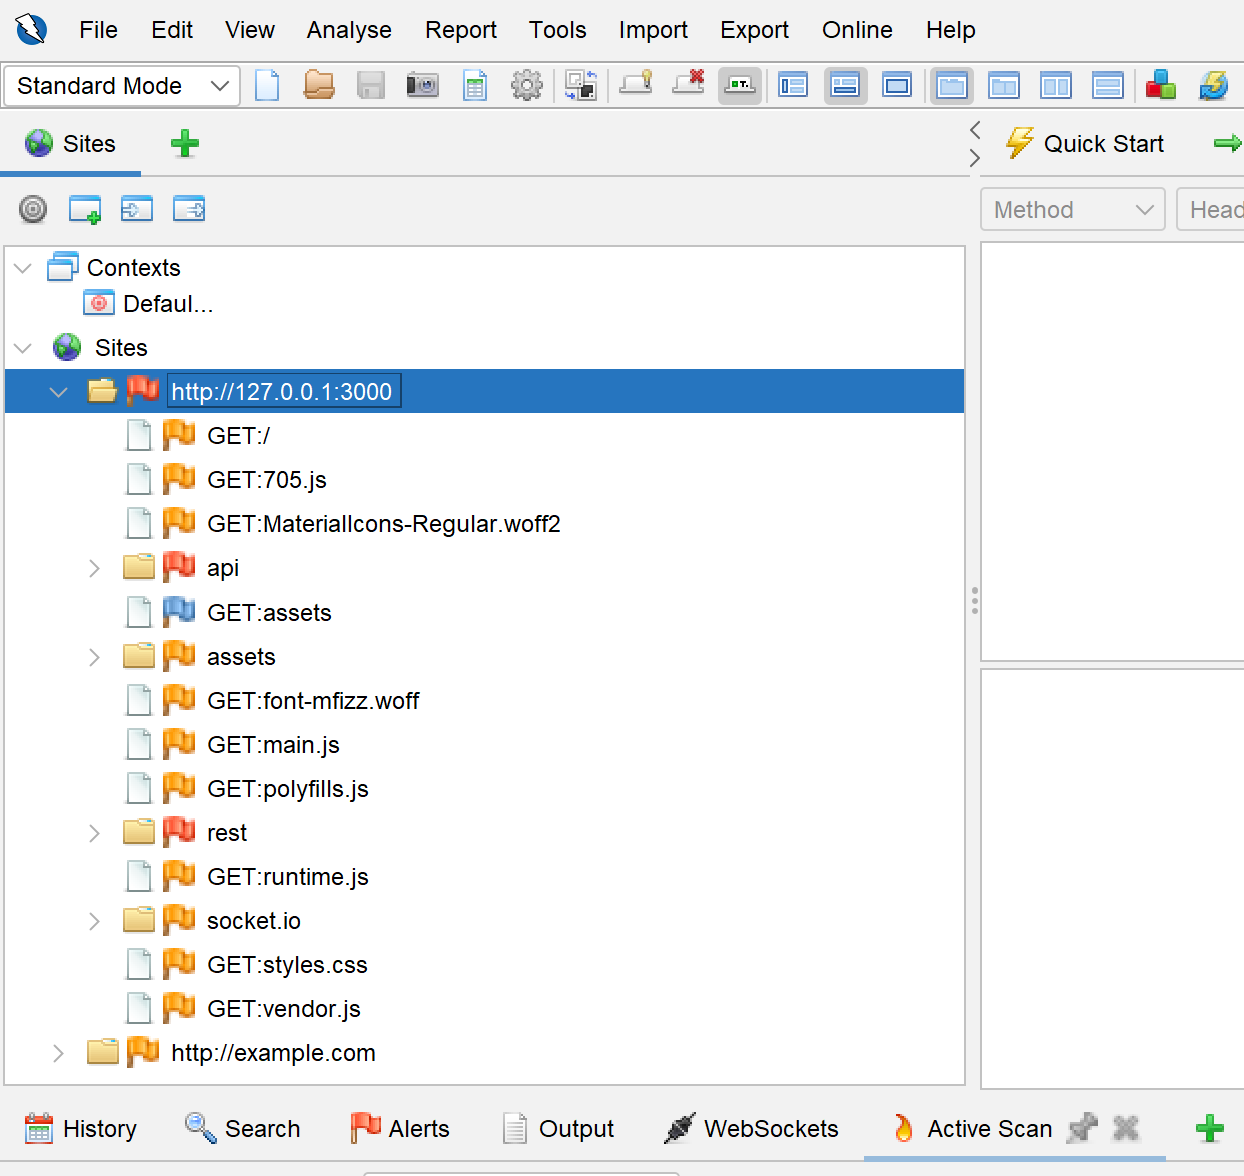 File Edit View Analyse Report Tools Import Export Online Help
Standard Mode
Sites
Quick Start
Method
Head
Contexts
Defaul...
Sites
http://127.0.0.1:3000
GET:/
GET:705.js
GET:MaterialIcons-Regular.woff2
api
GET:assets
assets
GET:font-mfizz.woff
GET:main.js
GET:polyfills.js
rest
GET:runtime.js
socket.io
GET:styles.css
GET:vendor.js
http://example.com
History Search Alerts Output WebSockets Active Scan